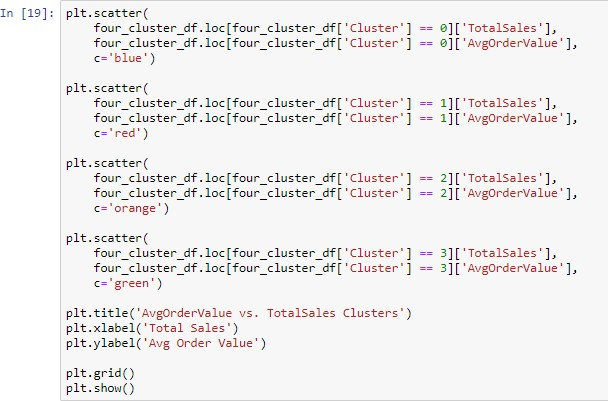 In [19]: plt.scatter(
    four_cluster_df.loc[four_cluster_df['Cluster'] == 0]['TotalSales'],
    four_cluster_df.loc[four_cluster_df['Cluster'] == 0]['AvgOrderValue'],
    c='blue')

plt.scatter(
    four_cluster_df.loc[four_cluster_df['Cluster'] == 1]['TotalSales'],
    four_cluster_df.loc[four_cluster_df['Cluster'] == 1]['AvgOrderValue'],
    c='red')

plt.scatter(
    four_cluster_df.loc[four_cluster_df['Cluster'] == 2]['TotalSales'],
    four_cluster_df.loc[four_cluster_df['Cluster'] == 2]['AvgOrderValue'],
    c='orange')

plt.scatter(
    four_cluster_df.loc[four_cluster_df['Cluster'] == 3]['TotalSales'],
    four_cluster_df.loc[four_cluster_df['Cluster'] == 3]['AvgOrderValue'],
    c='green')

plt.title('AvgOrderValue vs. TotalSales Clusters')
plt.xlabel('Total Sales')
plt.ylabel('Avg Order Value')

plt.grid()
plt.show()